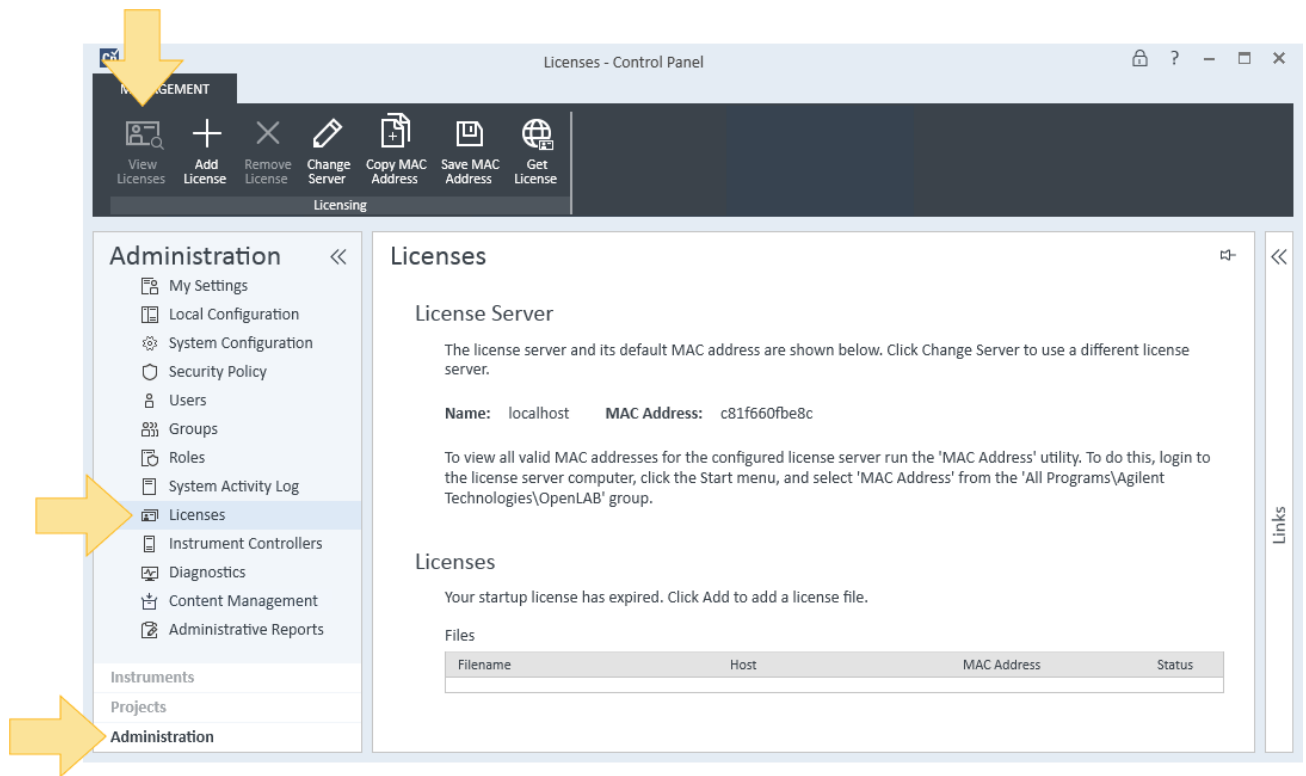 Licenses - Control Panel
?
View Licenses
Add License
Remove License
Change Server
Copy MAC Address
Save MAC Address
Get License
Licensing
Administration
My Settings
Local Configuration
System Configuration
Security Policy
Users
Groups
Roles
System Activity Log
Licenses
Instrument Controllers
Diagnostics
Content Management
Administrative Reports
Instruments
Projects
Administration
Licenses
License Server
The license server and its default MAC address are shown below. Click Change Server to use a different license
server.
Name: localhost MAC Address: c81f660fbe8c
To view all valid MAC addresses for the configured license server run the 'MAC Address' utility. To do this, login to
the license server computer, click the Start menu, and select 'MAC Address' from the 'All Programs\Agilent
Technologies\OpenLAB' group.
Licenses
Your startup license has expired. Click Add to add a license file.
Files
Filename Host MAC Address Status
Links